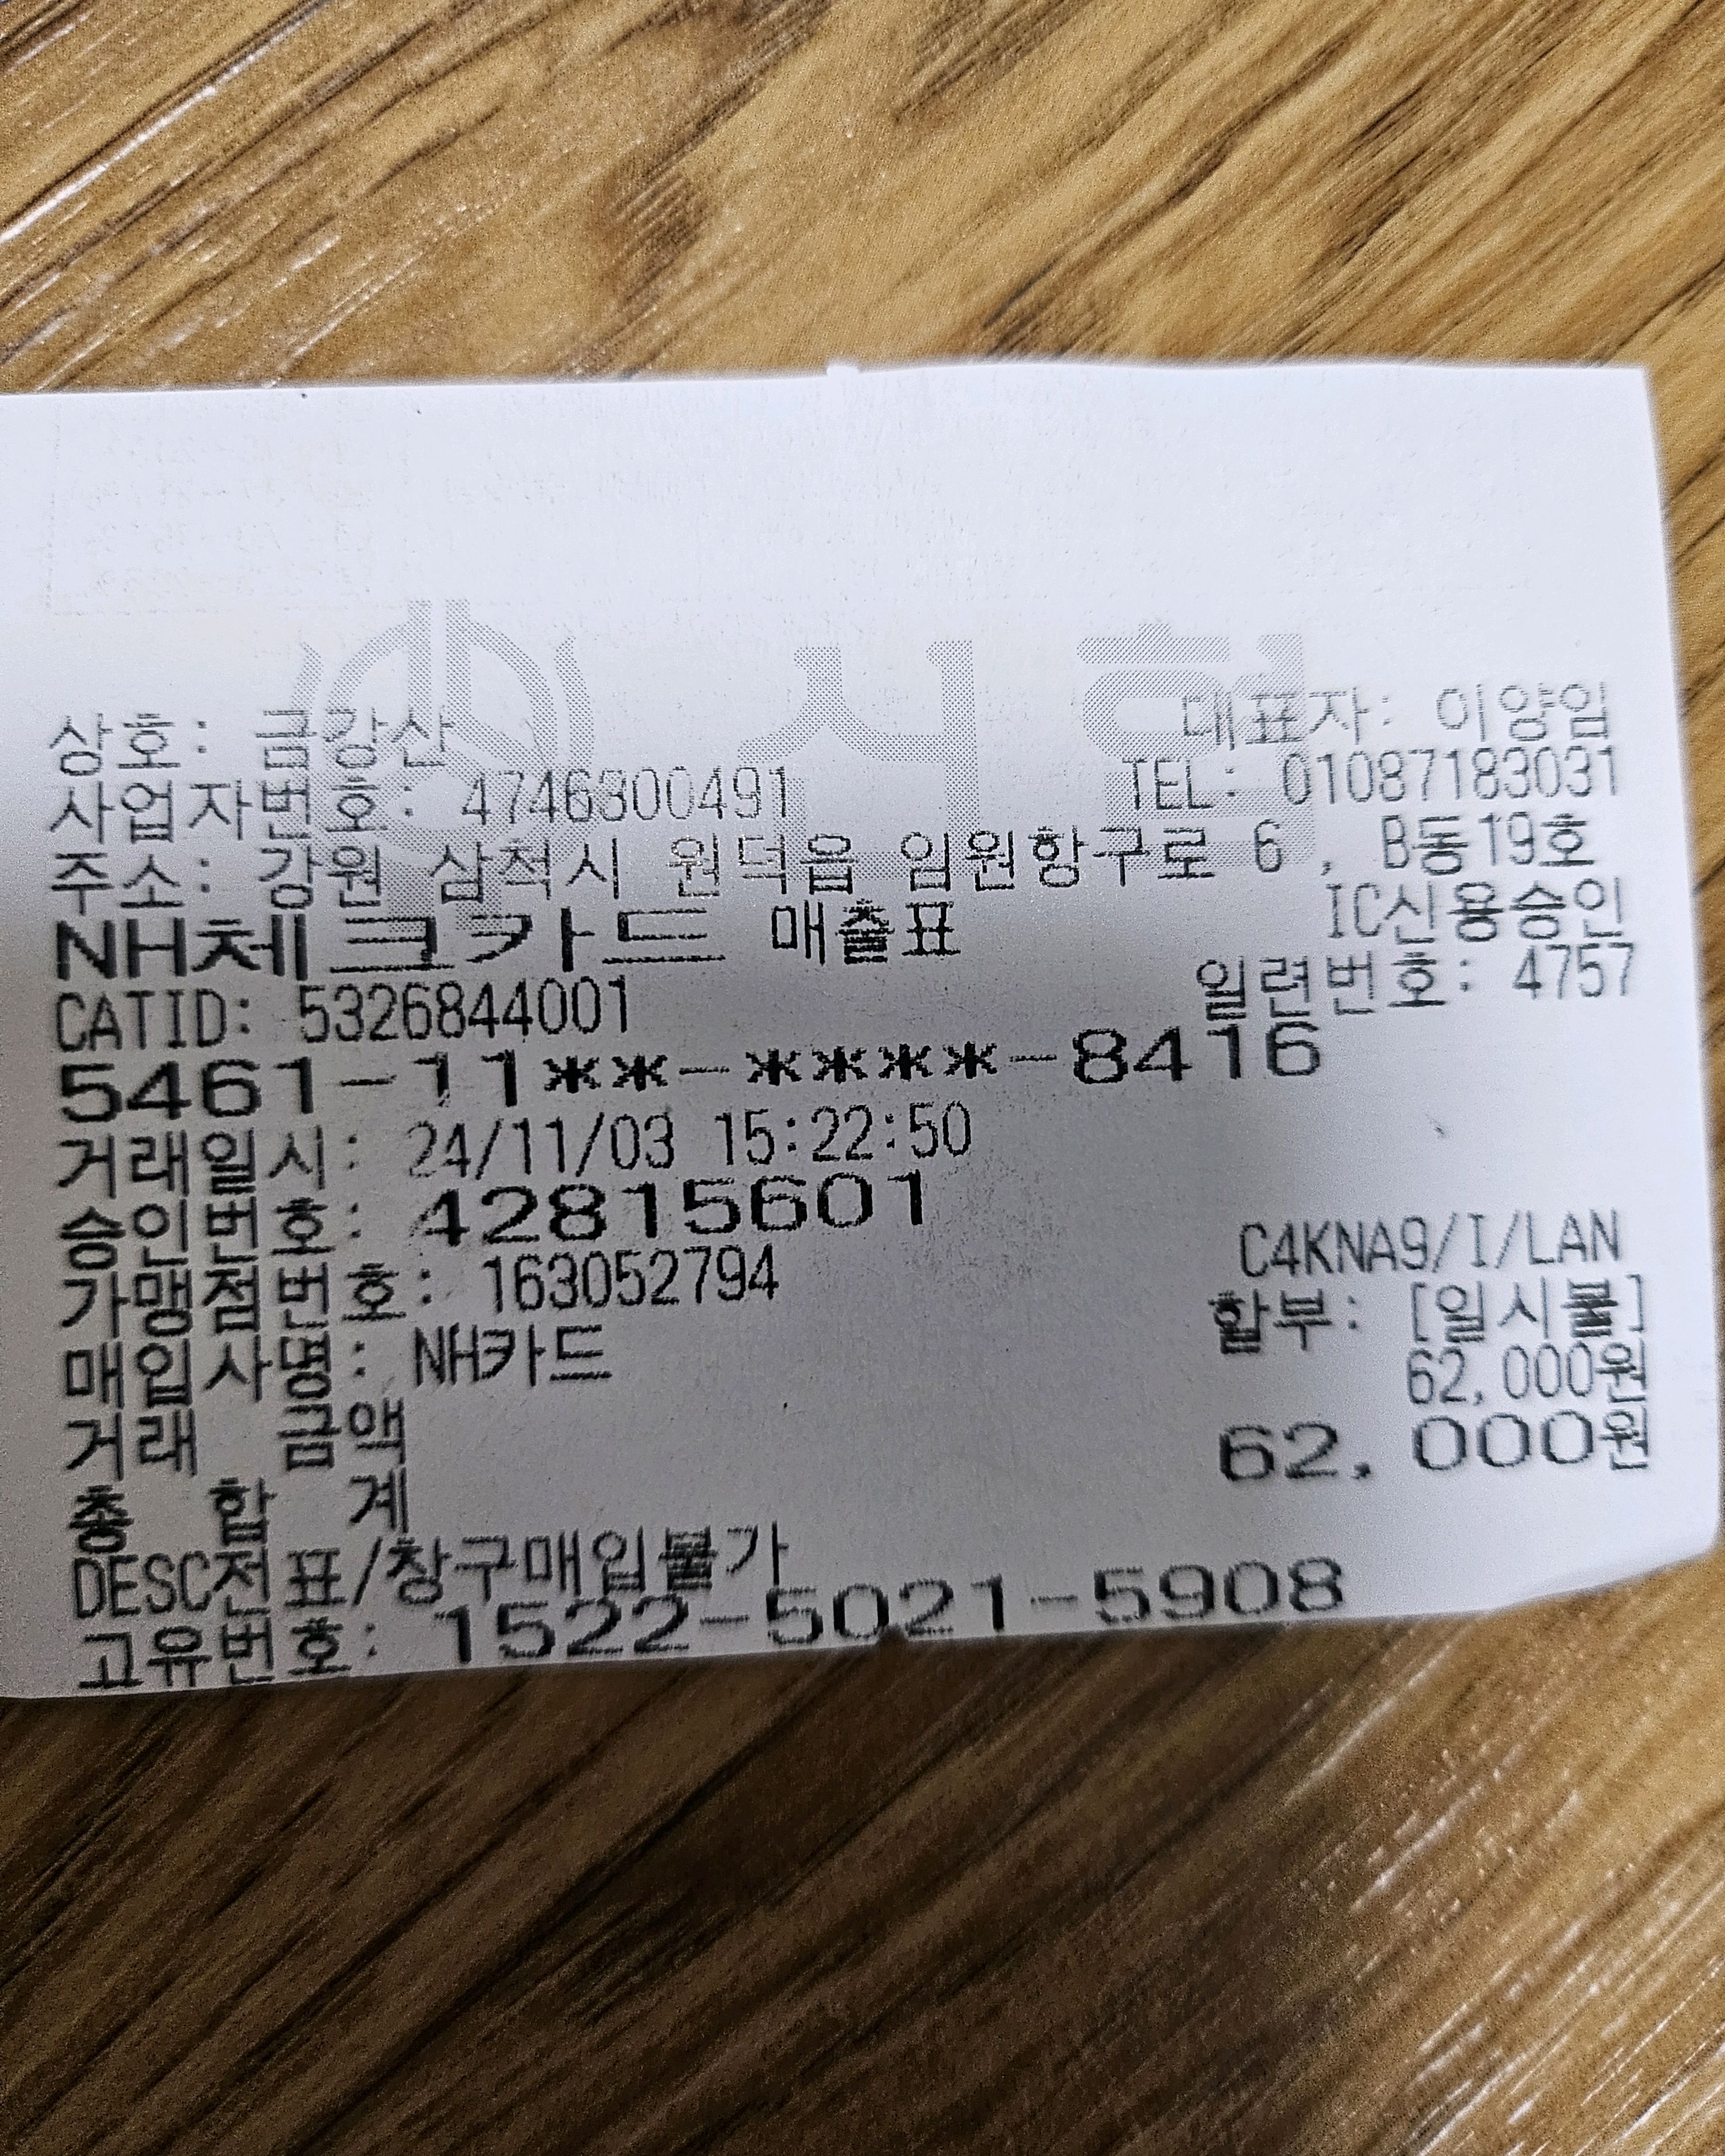 신협
상호: 금강산 대표자: 이양임
사업자번호: 4746300491 TEL: 01087183031
주소: 강원 삼척시 원덕읍 임원항구로 6 , B동19호
IC신용승인
NH체크카드 매출표
CATID: 5326844001 일련번호: 4757
5461-11**-****-8416
거래일시: 24/11/03 15:22:50
승인번호: 42815601
가맹점번호: 163052794 C4KNA9/I/LAN
매입사명: NH카드 할부: [일시불]
거래 금액 62,000원
총 합 계 62,000원
DESC전표/창구매입불가
고유번호: 1522-5021-5908